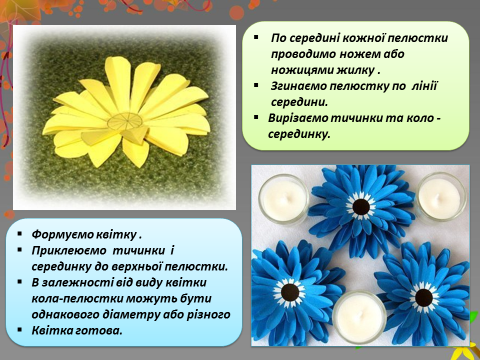 ▪ По середині кожної пелюстки
проводимо ножем або
ножицями жилку .
▪ Згинаємо пелюстку по лінії
середини.
▪ Вирізаємо тичинки та коло -
серединку.
▪ Формуємо квітку .
▪ Приклеюємо тичинки і
серединку до верхньої пелюстки.
▪ В залежності від виду квітки
кола-пелюстки можуть бути
однакового діаметру або різного
▪ Квітка готова.